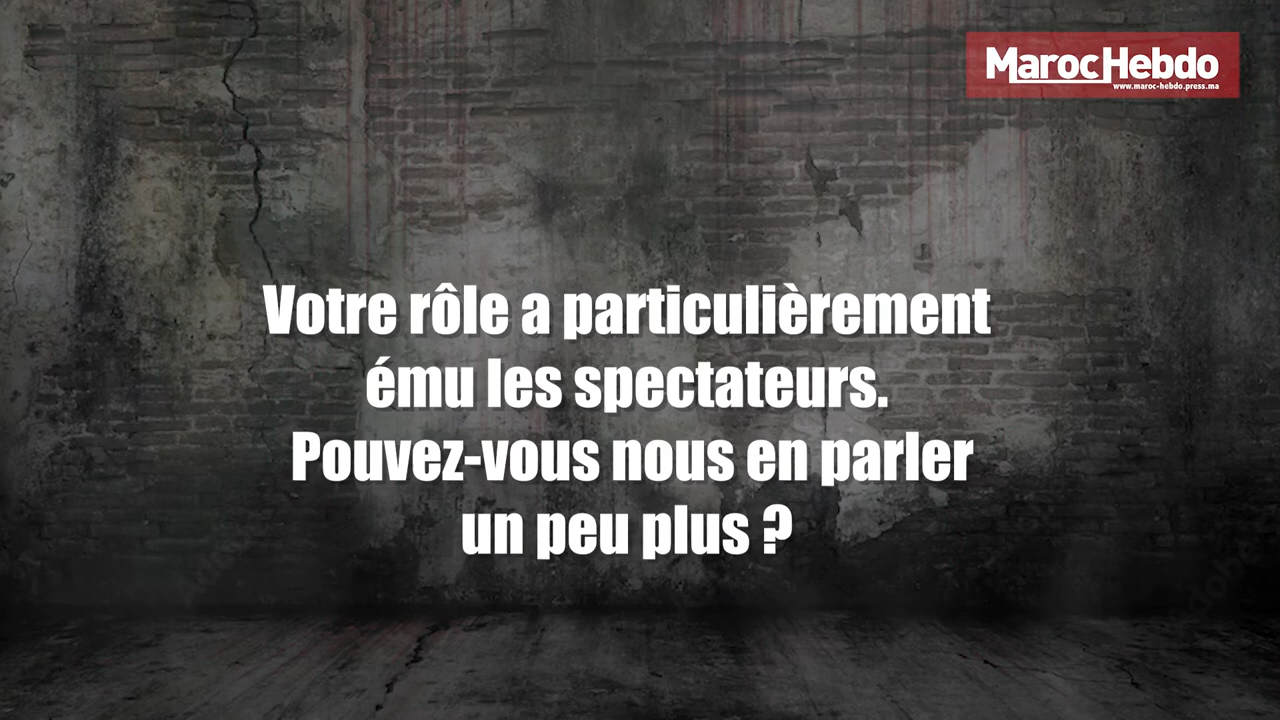 MarocHebdo
www.maroc-hebdo.press.ma
Votre rôle a particulièrement
ému les spectateurs.
Pouvez-vous nous en parler
un peu plus ?